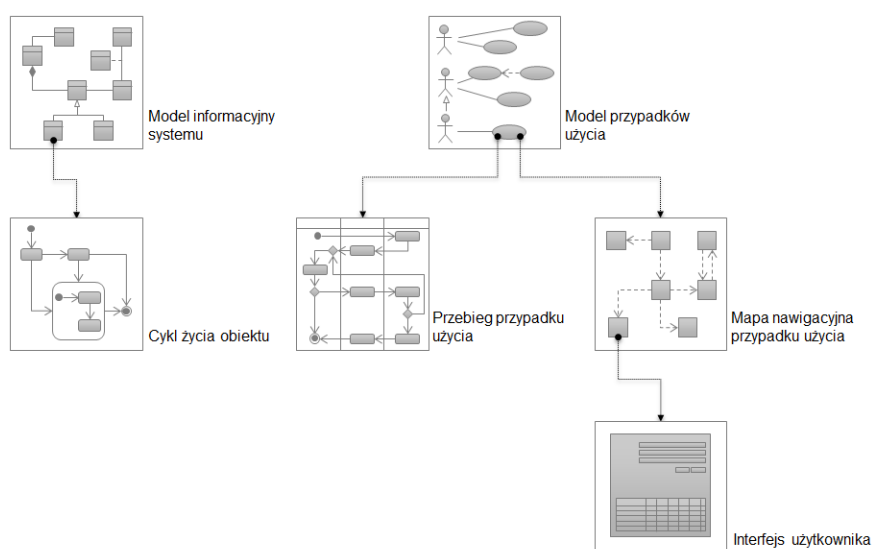 Model informacyjny
systemu
Model przypadków
użycia
Cykl życia obiektu
Przebieg przypadku
użycia
Mapa nawigacyjna
przypadku użycia
Interfejs użytkownika